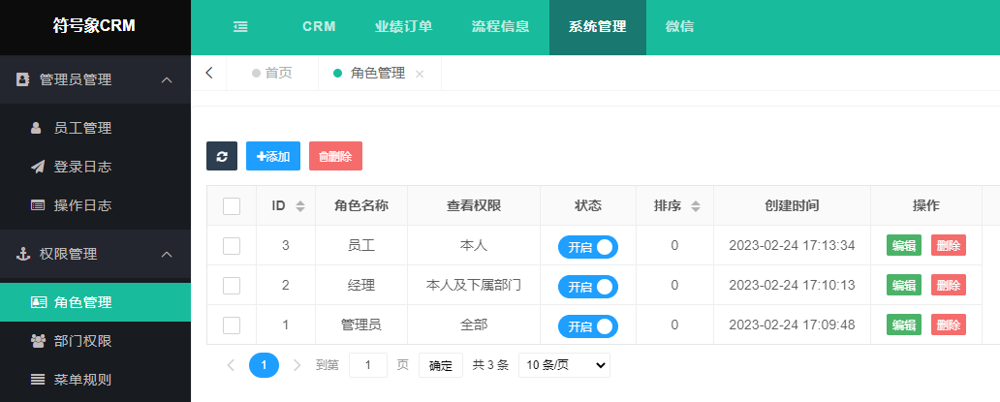 符号象CRM
CRM 业绩订单 流程信息 系统管理 微信
管理员管理
员工管理
登录日志
操作日志
权限管理
角色管理
部门权限
菜单规则
首页 角色管理
添加 删除
ID 角色名称 查看权限 状态 排序 创建时间 操作
3 员工 本人 开启 0 2023-02-24 17:13:34 编辑 删除
2 经理 本人及下属部门 开启 0 2023-02-24 17:10:13 编辑 删除
1 管理员 全部 开启 0 2023-02-24 17:09:48 编辑 删除
1 到第 1 页 确定 共 3 条 10 条/页